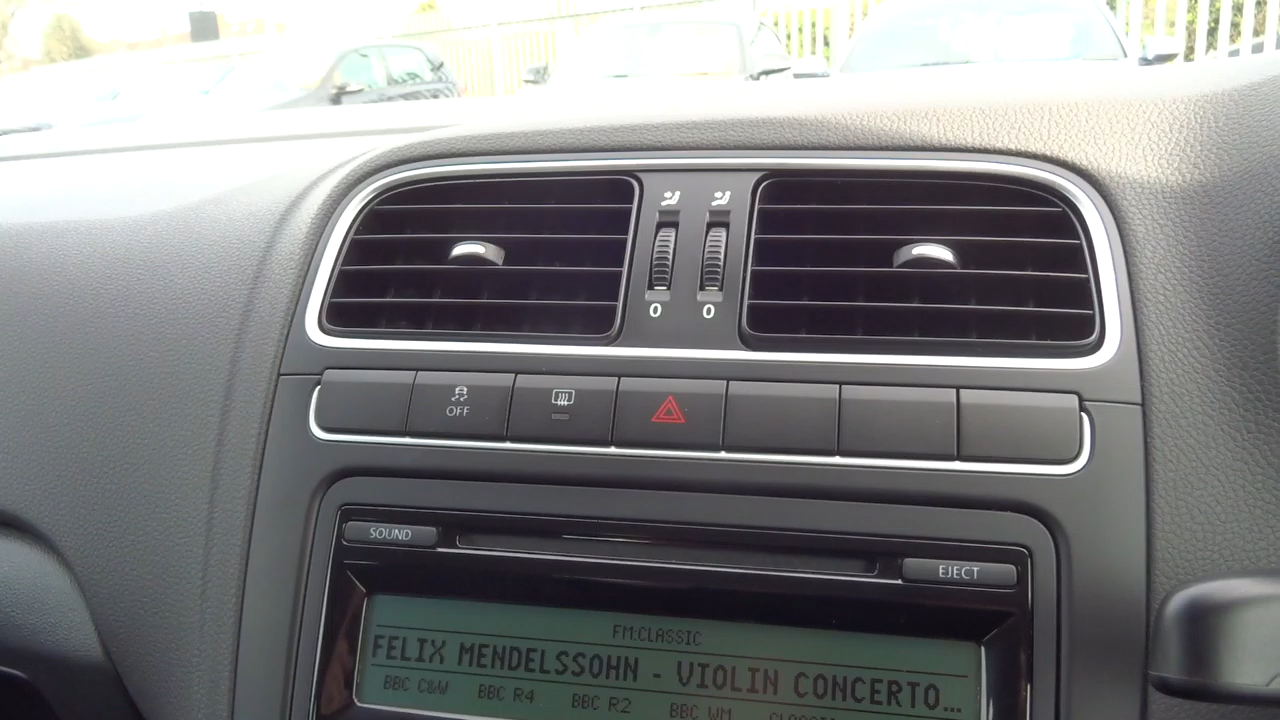 0 0
OFF
SOUND
EJECT
FM:CLASSIC
FELIX MENDELSSOHN - VIOLIN CONCERTO...
BBC C&W BBC R4 BBC R2 BBC WM